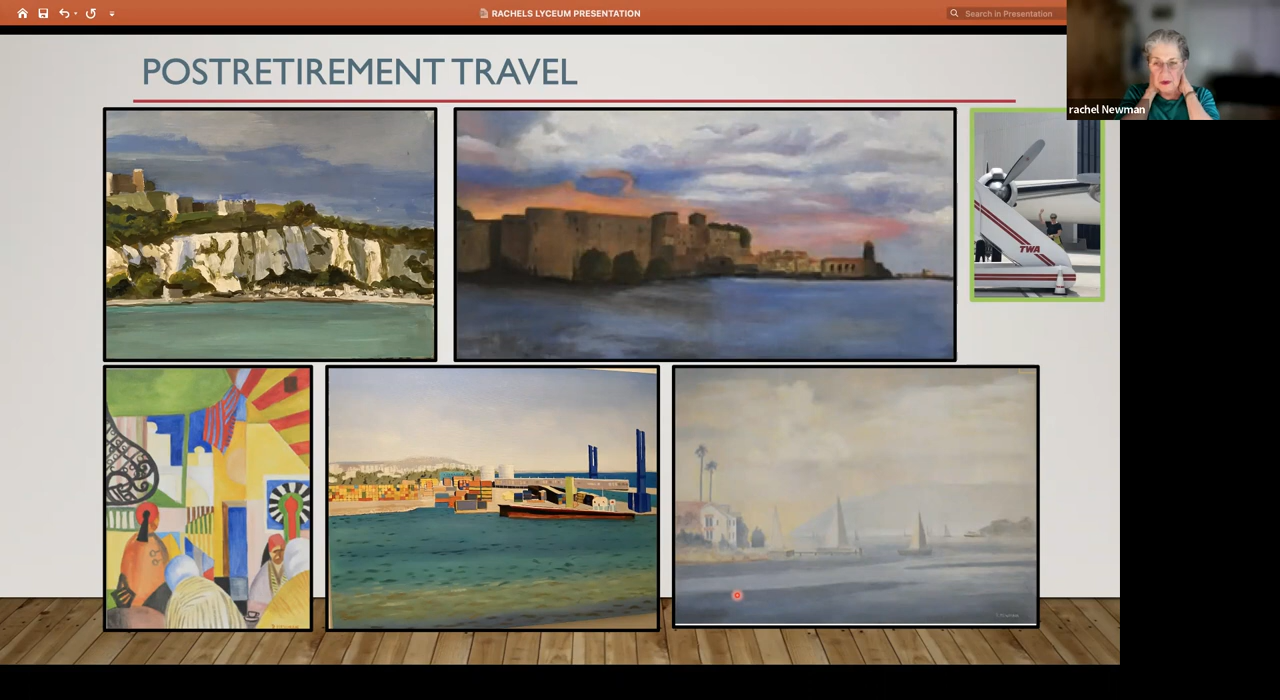 RACHELS LYCEUM PRESENTATION
Search in Presentation
POSTRETIREMENT TRAVEL
rachel Newman
TWA